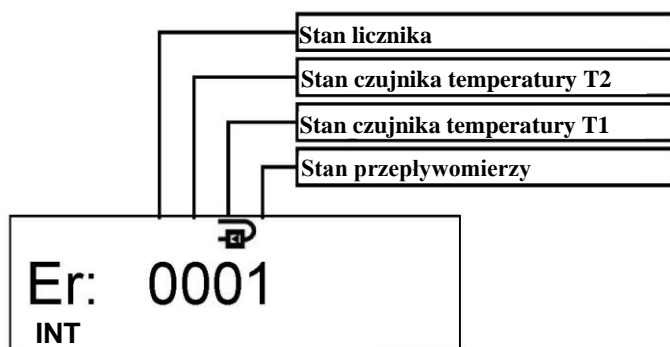 Stan licznika
Stan czujnika temperatury T2
Stan czujnika temperatury T1
Stan przepływomierzy
Er: 0001
INT